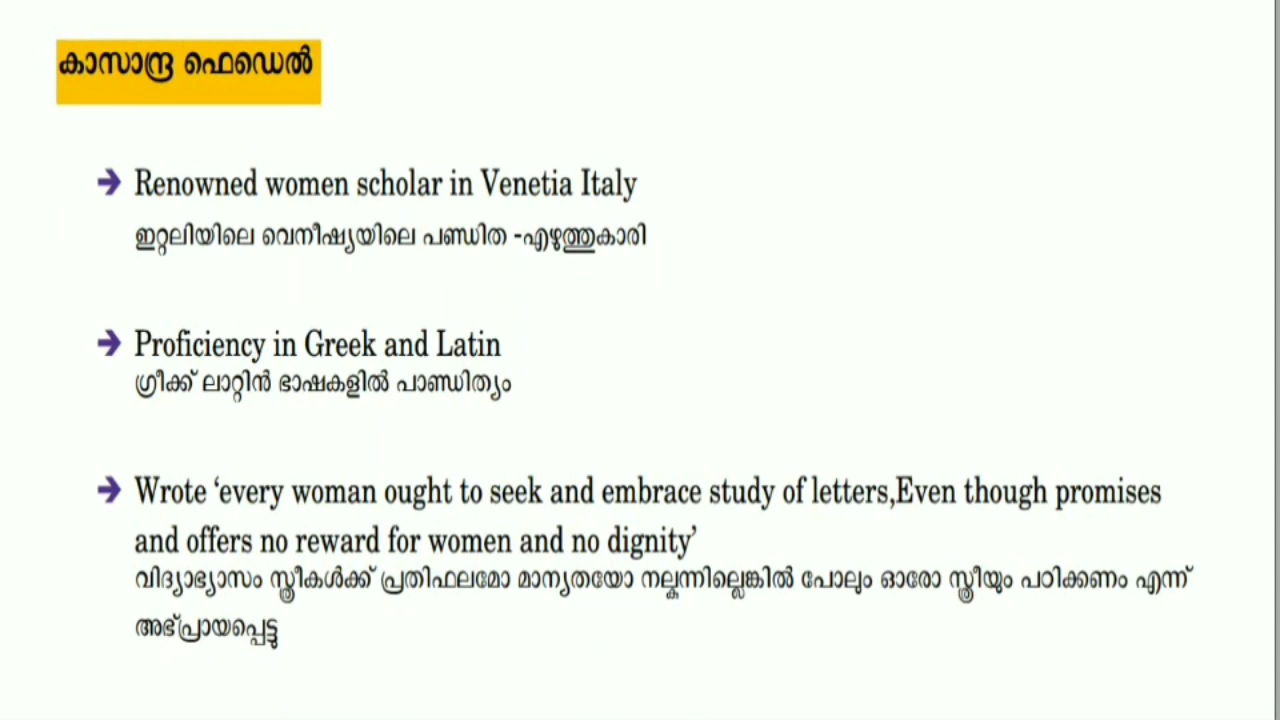 കാസാന്ദ്ര ഫെഡെൽ
➔ Renowned women scholar in Venetia Italy
ഇറ്റലിയിലെ വെനീഷ്യയിലെ പണ്ഡിത -എഴുത്തുകാരി
➔ Proficiency in Greek and Latin
ഗ്രീക്ക് ലാറ്റിൻ ഭാഷകളിൽ പാണ്ഡിത്യം
➔ Wrote ‘every woman ought to seek and embrace study of letters,Even though promises
and offers no reward for women and no dignity’
വിദ്യാഭ്യാസം സ്ത്രീകൾക്ക് പ്രതിഫലമോ മാന്യതയോ നല്കുന്നില്ലെങ്കിൽ പോലും ഓരോ സ്ത്രീയും പഠിക്കണം എന്ന്
അഭ്പ്രായപ്പെട്ടു